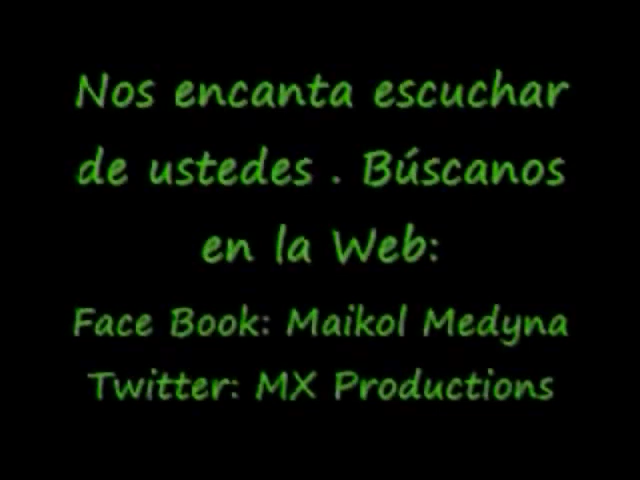 Nos encanta escuchar
de ustedes . Búscanos
en la Web:
Face Book: Maikol Medyna
Twitter: MX Productions